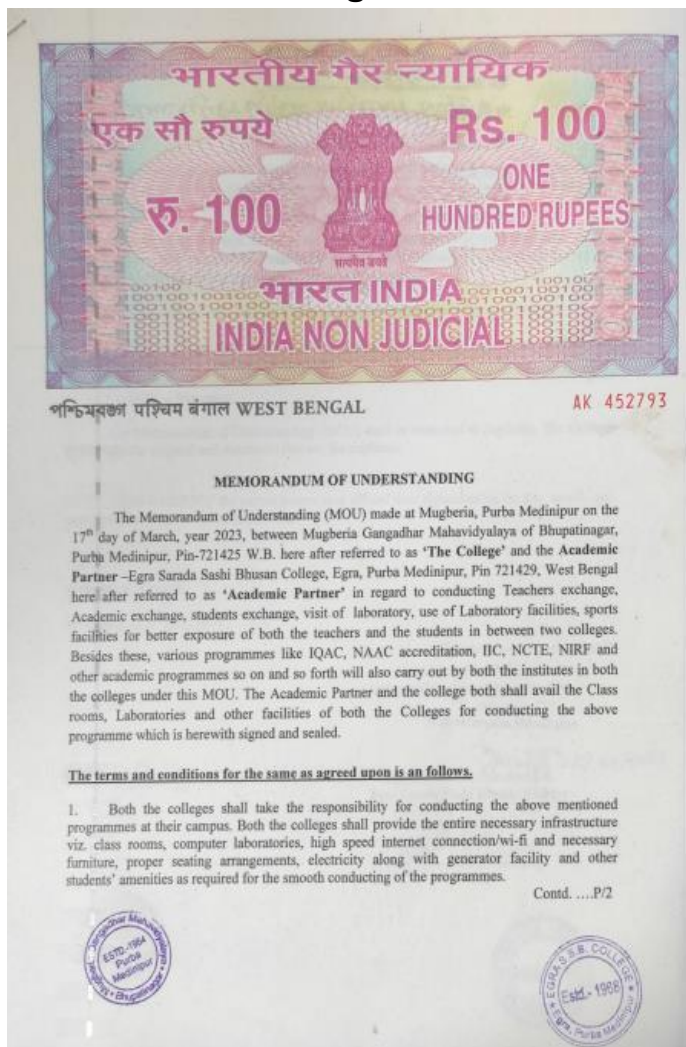 भारतीय गैर न्यायिक
एक सौ रुपये
Rs. 100
रु. 100
ONE
HUNDRED RUPEES
सत्यमेव जयते
भारत INDIA
INDIA NON JUDICIAL
পশ্চিমবঙ্গ पश्चिम बंगाल WEST BENGAL
AK 452793
MEMORANDUM OF UNDERSTANDING
The Memorandum of Understanding (MOU) made at Mugberia, Purba Medinipur on the
17th day of March, year 2023, between Mugberia Gangadhar Mahavidyalaya of Bhupatinagar,
Purba Medinipur, Pin-721425 W.B. here after referred to as ‘The College’ and the Academic
Partner –Egra Sarada Sashi Bhusan College, Egra, Purba Medinipur, Pin 721429, West Bengal
here after referred to as ‘Academic Partner’ in regard to conducting Teachers exchange,
Academic exchange, students exchange, visit of laboratory, use of Laboratory facilities, sports
facilities for better exposure of both the teachers and the students in between two colleges.
Besides these, various programmes like IQAC, NAAC accreditation, IIC, NCTE, NIRF and
other academic programmes so on and so forth will also carry out by both the institutes in both
the colleges under this MOU. The Academic Partner and the college both shall avail the Class
rooms, Laboratories and other facilities of both the Colleges for conducting the above
programme which is herewith signed and sealed.
The terms and conditions for the same as agreed upon is an follows.
1. Both the colleges shall take the responsibility for conducting the above mentioned
programmes at their campus. Both the colleges shall provide the entire necessary infrastructure
viz. class rooms, computer laboratories, high speed internet connection/wi-fi and necessary
furniture, proper seating arrangements, electricity along with generator facility and other
students’ amenities as required for the smooth conducting of the programmes.
Contd. ....P/2
Mugberia Gangadhar Mahavidyalaya
ESTD.-1964
Purba
Medinipur
Bhupatinagar
EGRA S.S.B. COLLEGE
Estd.- 1968
Egra, Purba Medinipur